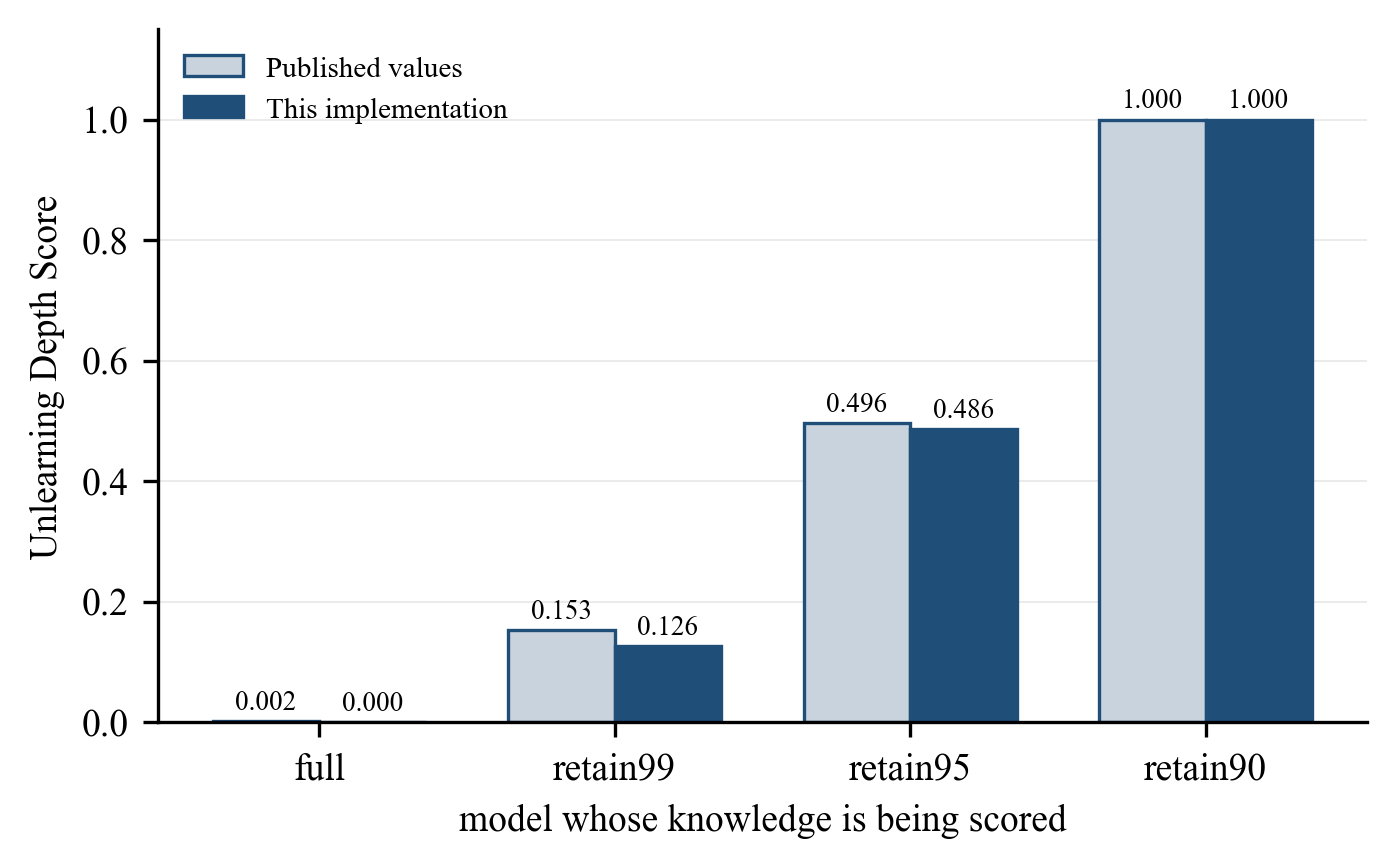 Published values
This implementation
Unlearning Depth Score
1.0
0.8
0.6
0.4
0.2
0.0
0.002
0.000
0.153
0.126
0.496
0.486
1.000
1.000
full
retain99
retain95
retain90
model whose knowledge is being scored